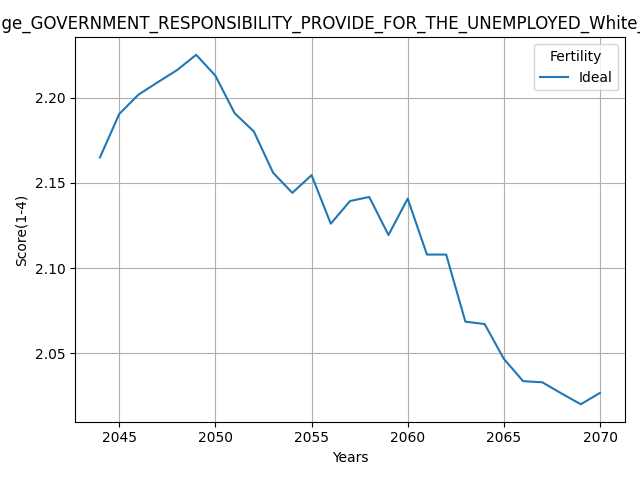 ge_GOVERNMENT_RESPONSIBILITY_PROVIDE_FOR_THE_UNEMPLOYED_White_
Fertility
Ideal
2.20
2.15
2.10
2.05
Score(1-4)
2045 2050 2055 2060 2065 2070
Years